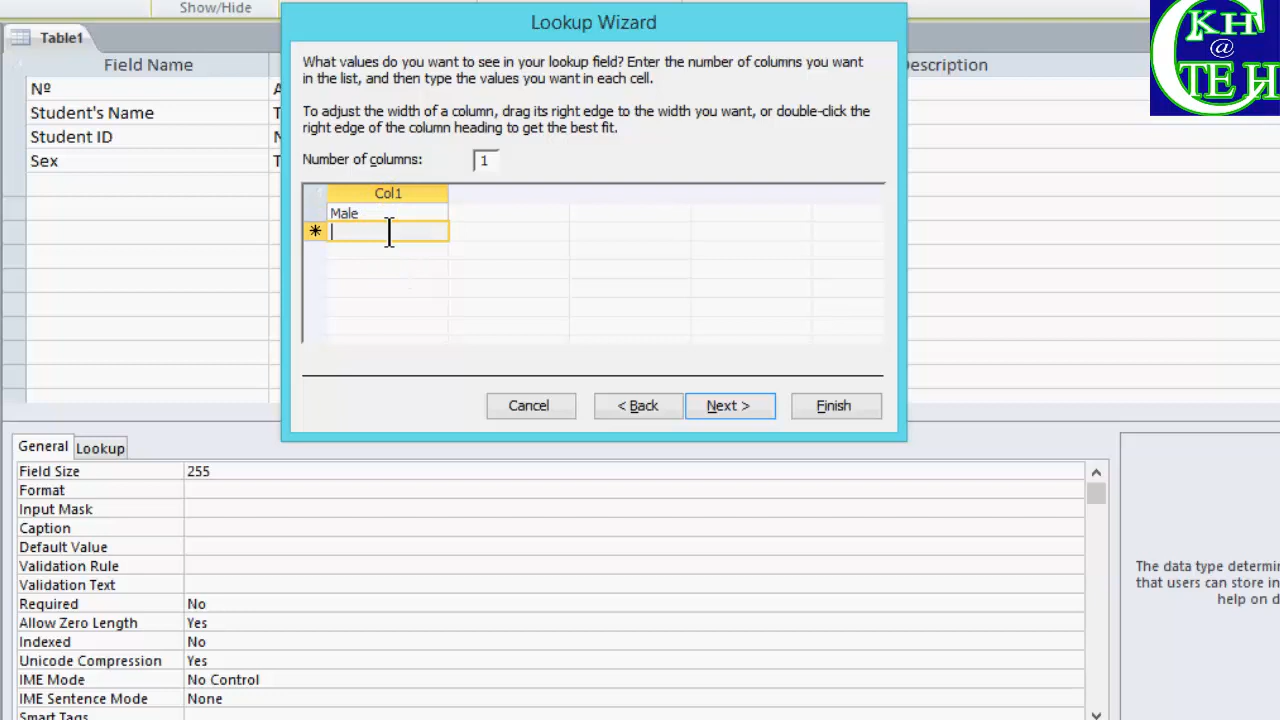 Show/Hide
Lookup Wizard
Table1
Field Name
Description
Nº
Student's Name
Student ID
Sex
What values do you want to see in your lookup field? Enter the number of columns you want
in the list, and then type the values you want in each cell.
To adjust the width of a column, drag its right edge to the width you want, or double-click the
right edge of the column heading to get the best fit.
Number of columns: 1
Col1
Male
Cancel < Back Next > Finish
KH
@
TECH
General Lookup
Field Size 255
Format
Input Mask
Caption
Default Value
Validation Rule
Validation Text
Required No
Allow Zero Length Yes
Indexed No
Unicode Compression Yes
IME Mode No Control
IME Sentence Mode None
Smart Tags
The data type determin
that users can store in
help on d